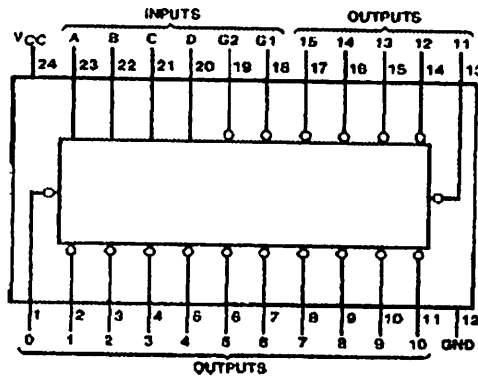 INPUTS OUTPUTS
VCC A B C D G2 G1 15 14 13 12 11
24 23 22 21 20 19 18 17 16 15 14 13
1 2 3 4 5 6 7 8 9 10 11 12
0 1 2 3 4 5 6 7 8 9 10 GND
OUTPUTS